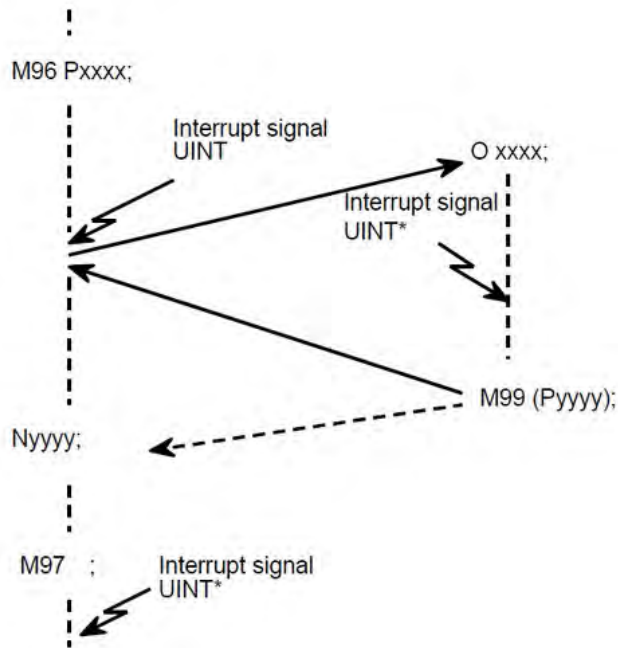 M96 Pxxxx;
Interrupt signal
UINT
O xxxx;
Interrupt signal
UINT*
M99 (Pyyyy);
Nyyyy;
M97 ;
Interrupt signal
UINT*